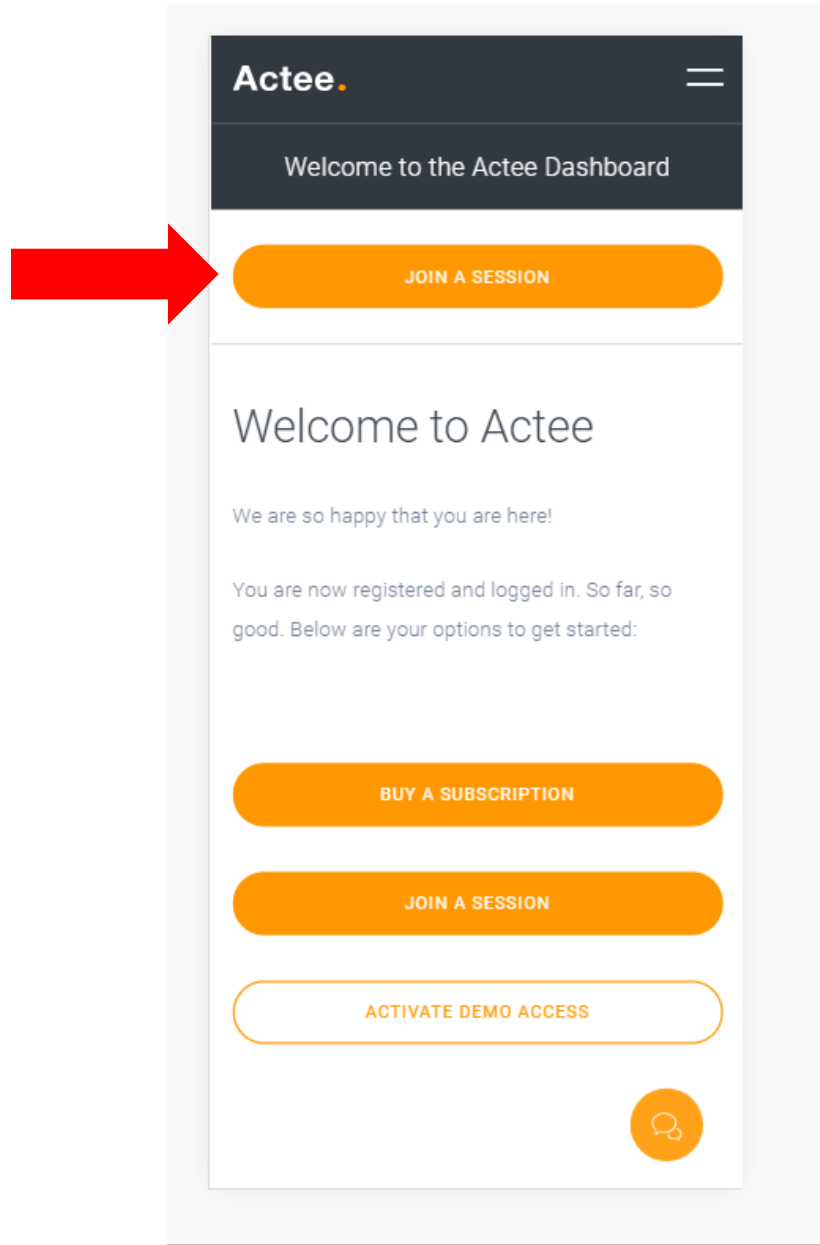 Actee.
Welcome to the Actee Dashboard
JOIN A SESSION
Welcome to Actee
We are so happy that you are here!
You are now registered and logged in. So far, so
good. Below are your options to get started:
BUY A SUBSCRIPTION
JOIN A SESSION
ACTIVATE DEMO ACCESS